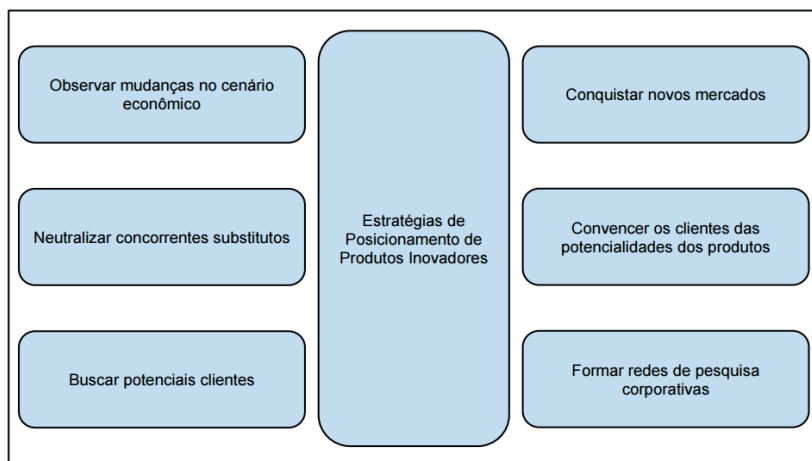 Observar mudanças no cenário
econômico
Neutralizar concorrentes substitutos
Buscar potenciais clientes
Estratégias de
Posicionamento de
Produtos Inovadores
Conquistar novos mercados
Convencer os clientes das
potencialidades dos produtos
Formar redes de pesquisa
corporativas